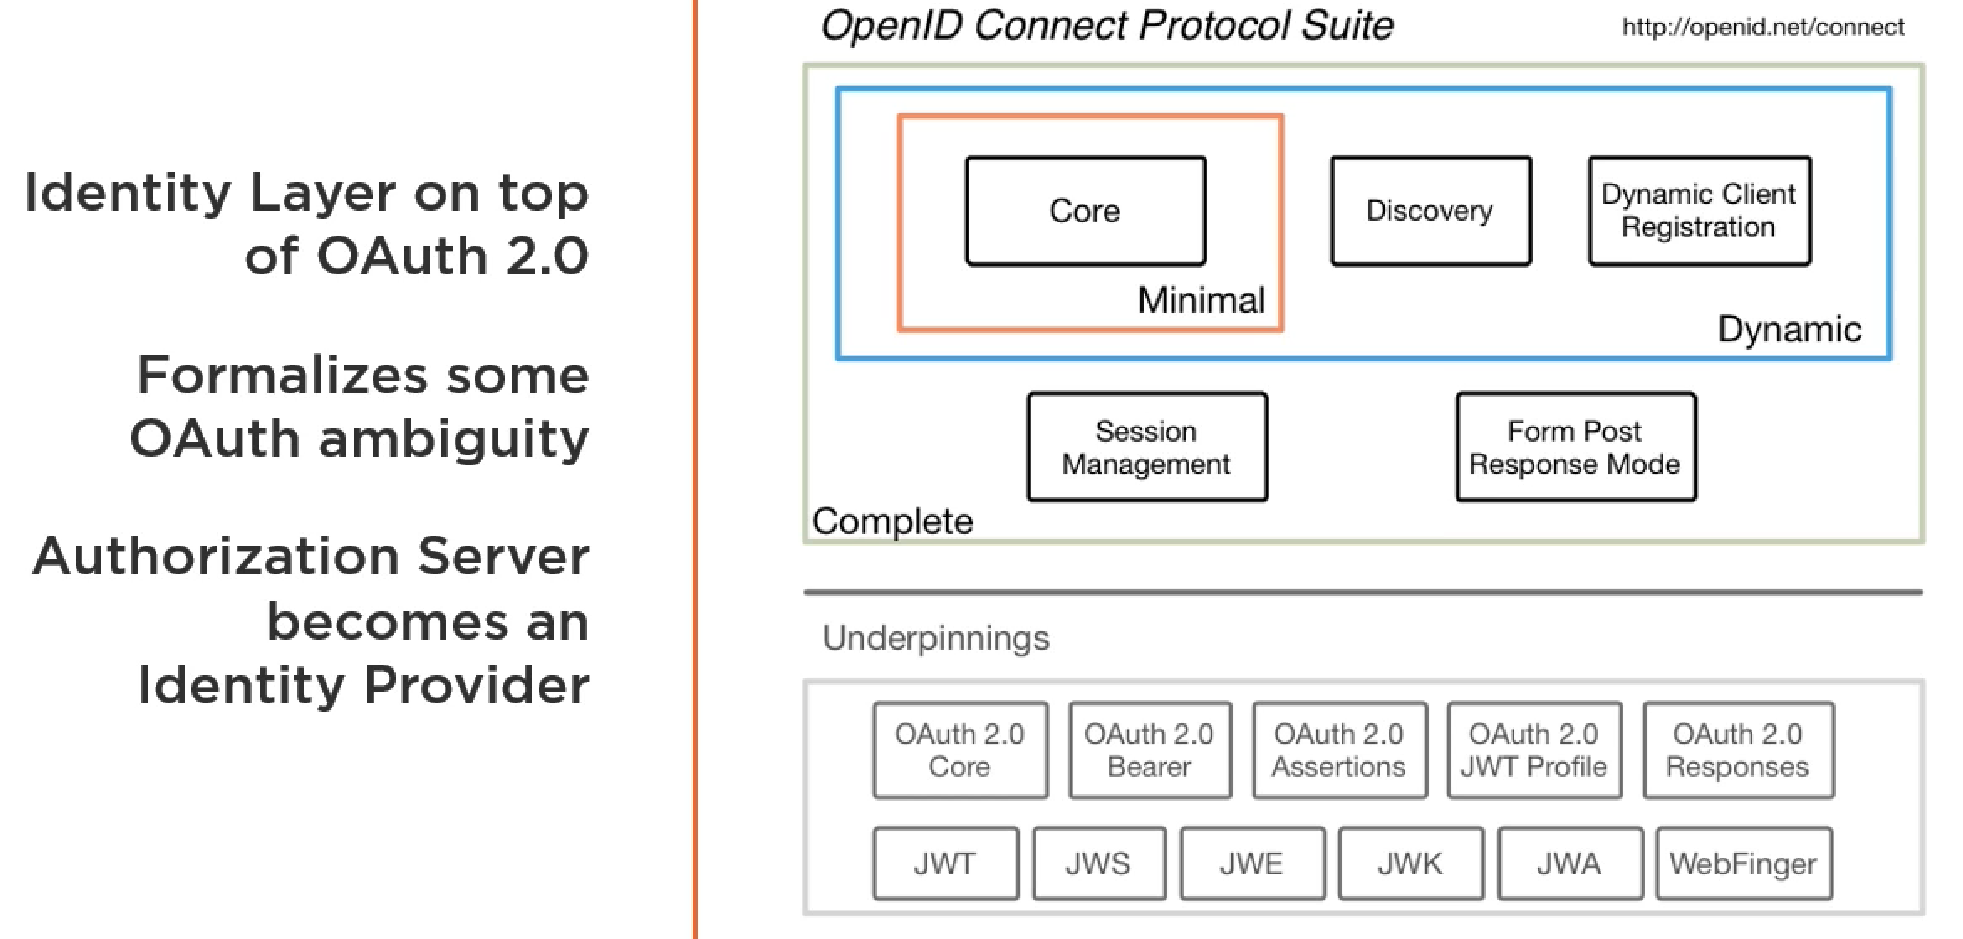 Identity Layer on top
of OAuth 2.0
Formalizes some
OAuth ambiguity
Authorization Server
becomes an
Identity Provider
OpenID Connect Protocol Suite
http://openid.net/connect
Core
Minimal
Discovery
Dynamic Client
Registration
Dynamic
Session
Management
Form Post
Response Mode
Complete
Underpinnings
OAuth 2.0
Core
OAuth 2.0
Bearer
OAuth 2.0
Assertions
OAuth 2.0
JWT Profile
OAuth 2.0
Responses
JWT
JWS
JWE
JWK
JWA
WebFinger